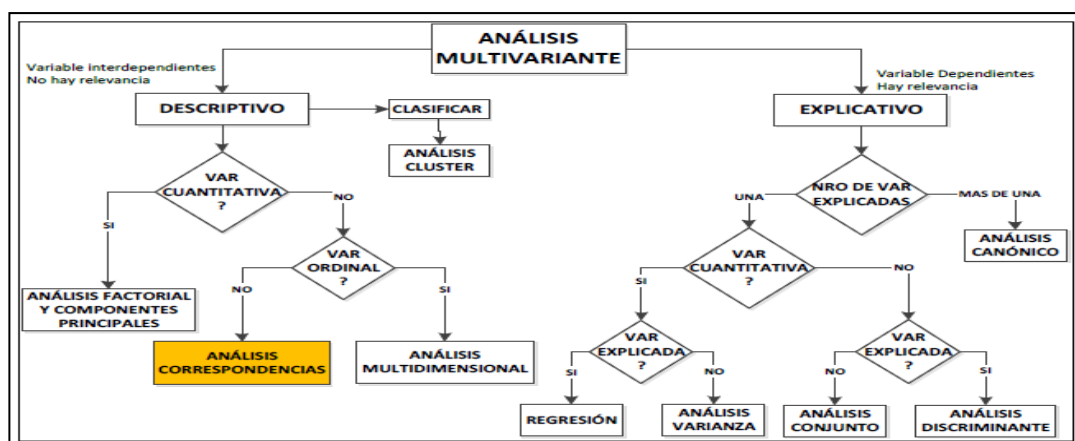 ANÁLISIS
MULTIVARIANTE
Variable interdependientes
No hay relevancia
Variable Dependientes
Hay relevancia
DESCRIPTIVO
CLASIFICAR
EXPLICATIVO
ANÁLISIS
CLUSTER
VAR
CUANTITATIVA
?
NRO DE VAR
EXPLICADAS
SI
NO
UNA
MAS DE UNA
ANÁLISIS
CANÓNICO
VAR
ORDINAL
?
VAR
CUANTITATIVA
?
NO
SI
SI
NO
ANÁLISIS FACTORIAL
Y COMPONENTES
PRINCIPALES
ANÁLISIS
CORRESPONDENCIAS
ANÁLISIS
MULTIDIMENSIONAL
VAR
EXPLICADA
?
VAR
EXPLICADA
?
SI
NO
NO
SI
REGRESIÓN
ANÁLISIS
VARIANZA
ANÁLISIS
CONJUNTO
ANÁLISIS
DISCRIMINANTE